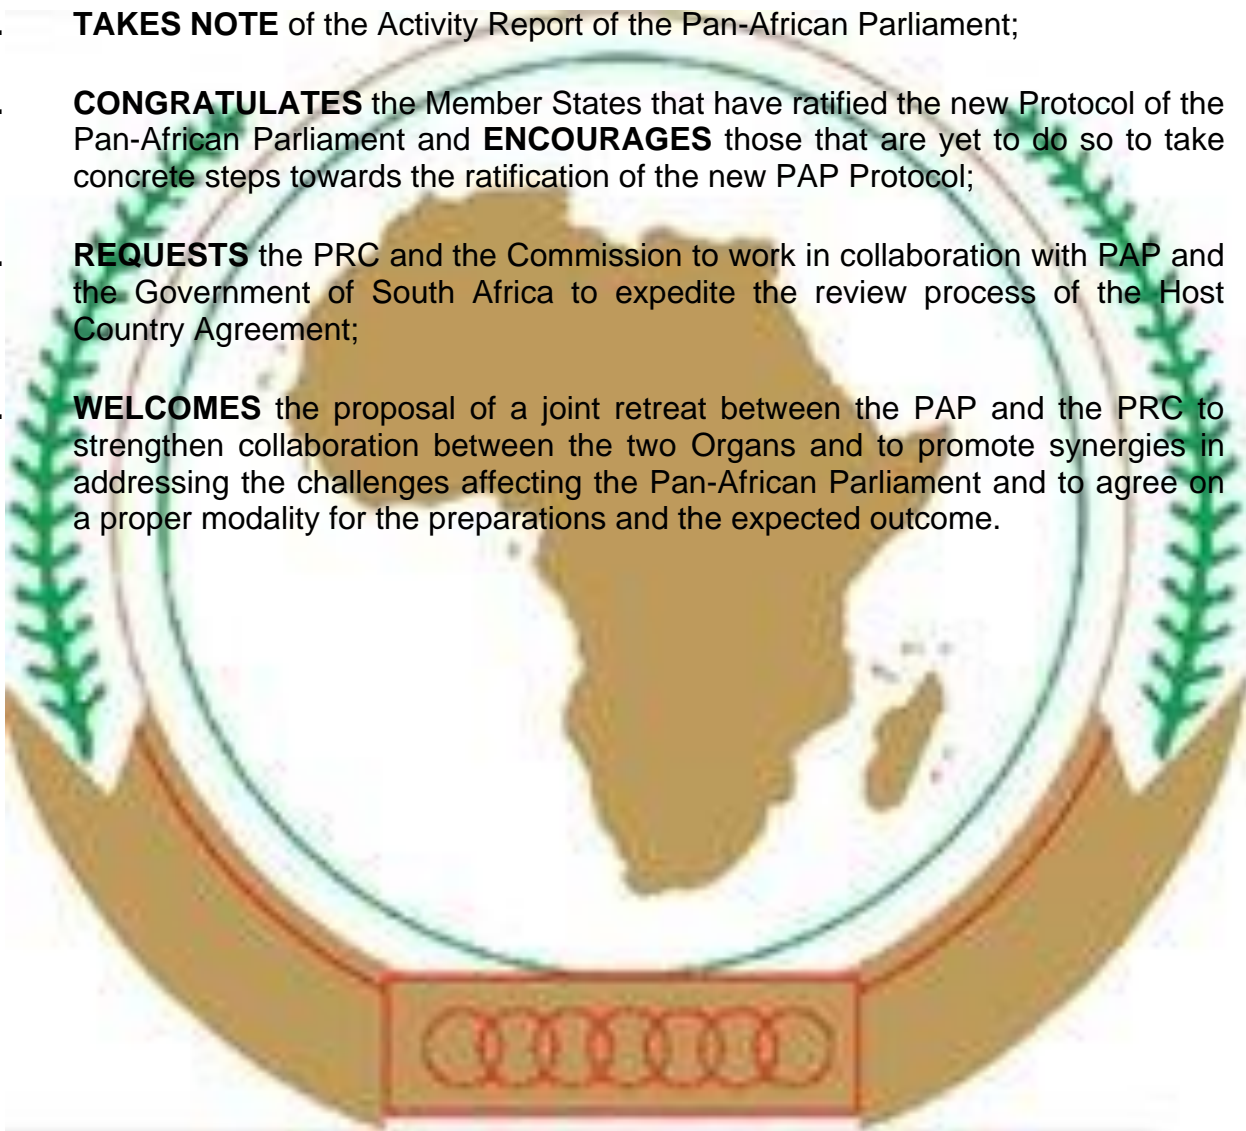 . TAKES NOTE of the Activity Report of the Pan-African Parliament;
. CONGRATULATES the Member States that have ratified the new Protocol of the
Pan-African Parliament and ENCOURAGES those that are yet to do so to take
concrete steps towards the ratification of the new PAP Protocol;
. REQUESTS the PRC and the Commission to work in collaboration with PAP and
the Government of South Africa to expedite the review process of the Host
Country Agreement;
. WELCOMES the proposal of a joint retreat between the PAP and the PRC to
strengthen collaboration between the two Organs and to promote synergies in
addressing the challenges affecting the Pan-African Parliament and to agree on
a proper modality for the preparations and the expected outcome.